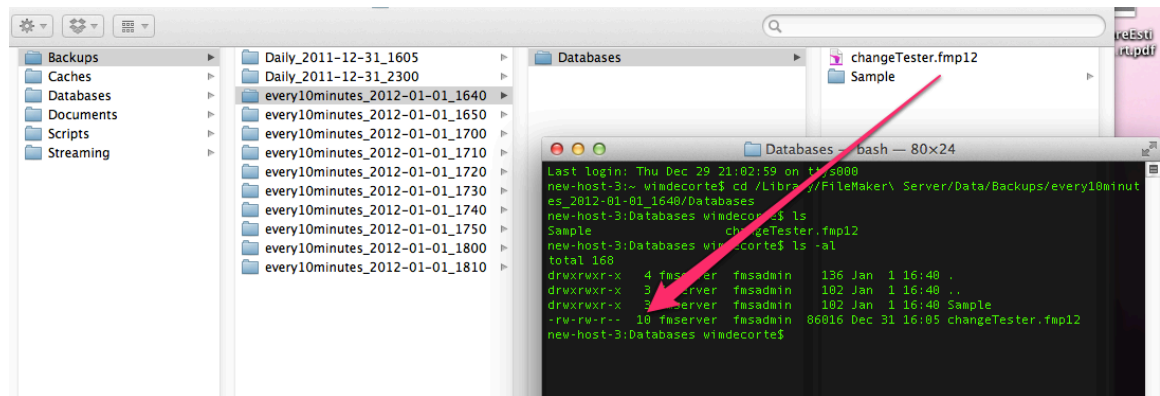 Backups
Caches
Databases
Documents
Scripts
Streaming
Daily_2011-12-31_1605
Daily_2011-12-31_2300
every10minutes_2012-01-01_1640
every10minutes_2012-01-01_1650
every10minutes_2012-01-01_1700
every10minutes_2012-01-01_1710
every10minutes_2012-01-01_1720
every10minutes_2012-01-01_1730
every10minutes_2012-01-01_1740
every10minutes_2012-01-01_1750
every10minutes_2012-01-01_1800
every10minutes_2012-01-01_1810
Databases
changeTester.fmp12
Sample
reEsti
rt.pdf
Databases — bash — 80×24
Last login: Thu Dec 29 21:02:59 on ttys000
new-host-3:~ wimdecorte$ cd /Library/FileMaker\ Server/Data/Backups/every10minut
es_2012-01-01_1640/Databases
new-host-3:Databases wimdecorte$ ls
Sample changeTester.fmp12
new-host-3:Databases wimdecorte$ ls -al
total 168
drwxrwxr-x 4 fmserver fmsadmin 136 Jan 1 16:40 .
drwxrwxr-x 3 fmserver fmsadmin 102 Jan 1 16:40 ..
drwxrwxr-x 3 fmserver fmsadmin 102 Jan 1 16:40 Sample
-rw-rw-r-- 10 fmserver fmsadmin 86016 Dec 31 16:05 changeTester.fmp12
new-host-3:Databases wimdecorte$